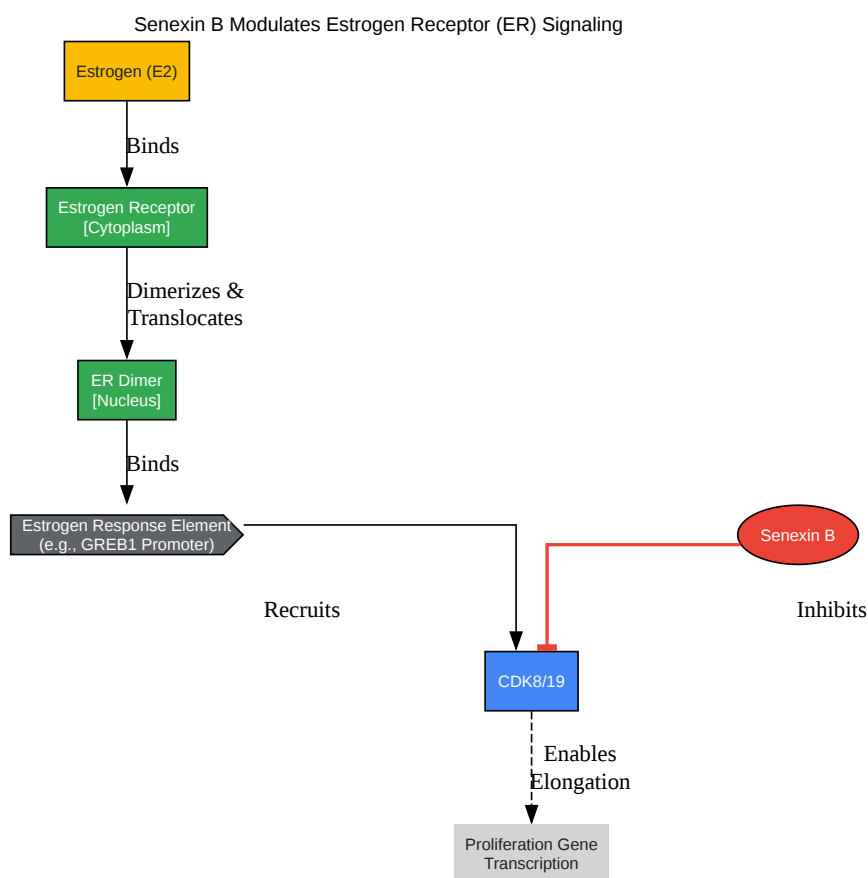 Senexin B Modulates Estrogen Receptor (ER) Signaling
Estrogen (E2)
Binds
Estrogen Receptor
[Cytoplasm]
Dimerizes &
Translocates
ER Dimer
[Nucleus]
Binds
Estrogen Response Element
(e.g., GREB1 Promoter)
Senexin B
Recruits
Inhibits
CDK8/19
Enables
Elongation
Proliferation Gene
Transcription